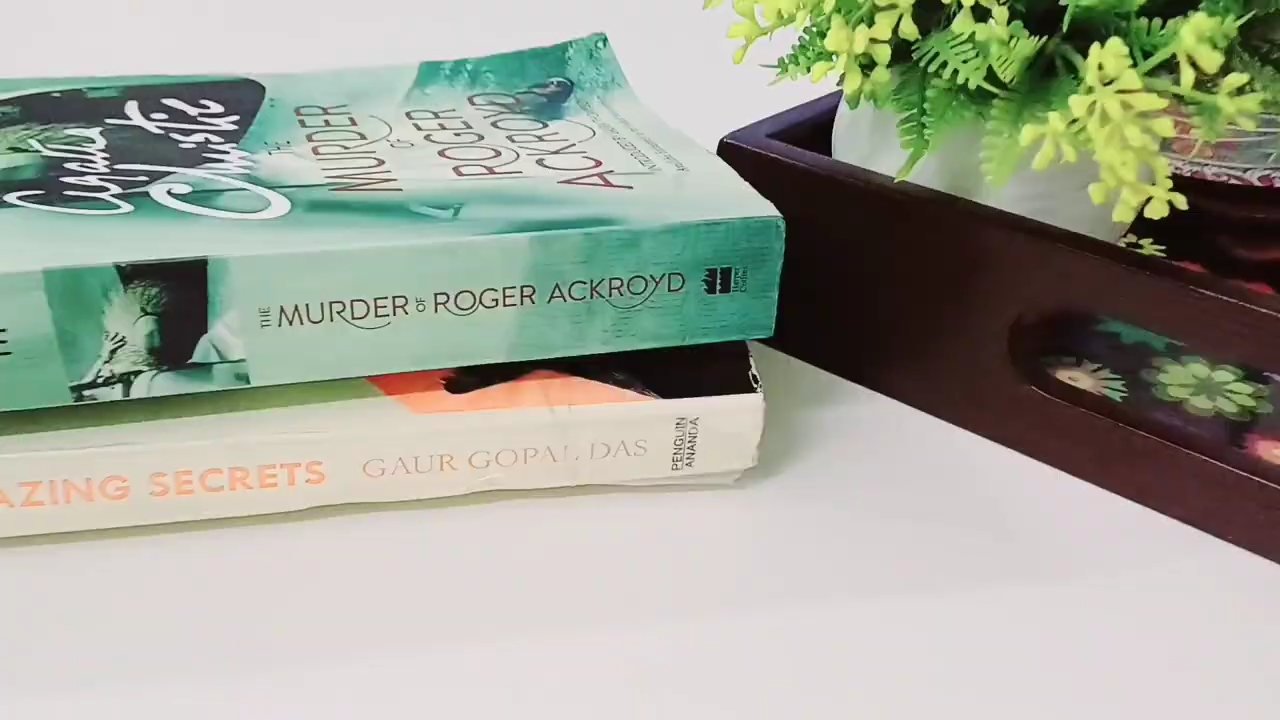 Agatha
Christie
THE
MURDER
OF
ROGER
ACKROYD
THE MURDER OF ROGER ACKROYD
Harper
Collins
AZING SECRETS GAUR GOPAL DAS
PENGUIN
ANANDA